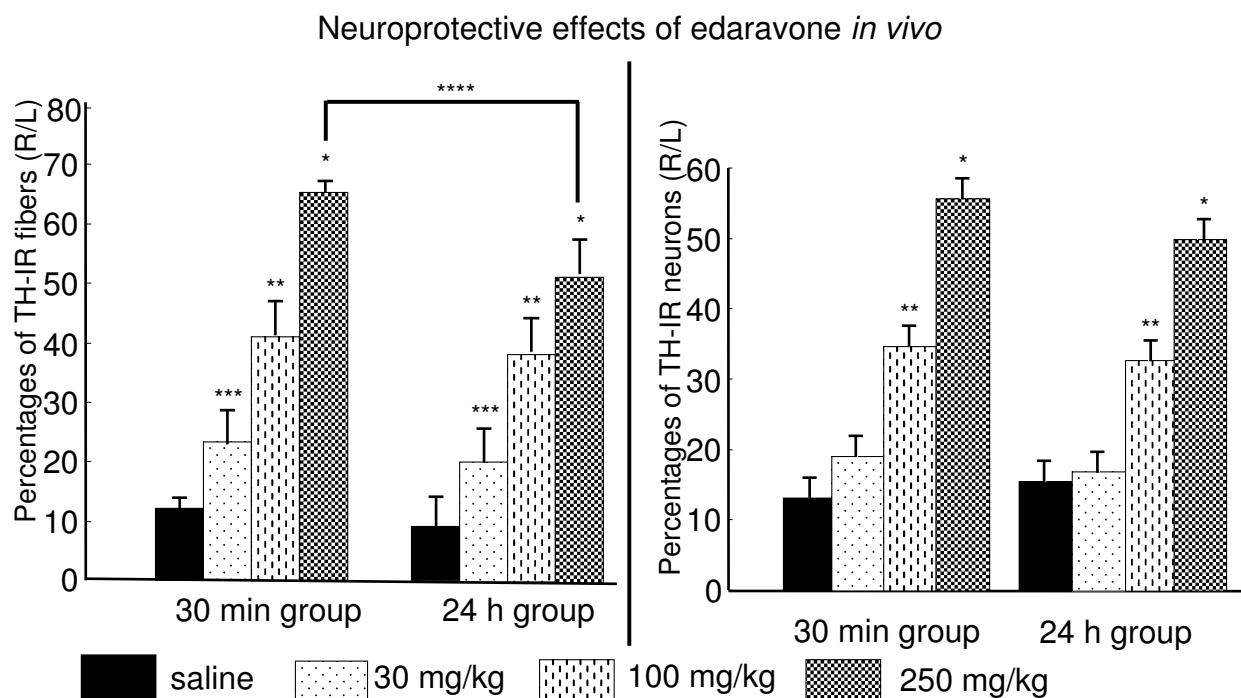 Neuroprotective effects of edaravone in vivo
Percentages of TH-IR fibers (R/L)
80
70
60
50
40
30
20
10
0
***
**
*
****
***
**
*
30 min group
24 h group
Percentages of TH-IR neurons (R/L)
60
50
40
30
20
10
0
**
*
**
*
30 min group
24 h group
saline
30 mg/kg
100 mg/kg
250 mg/kg